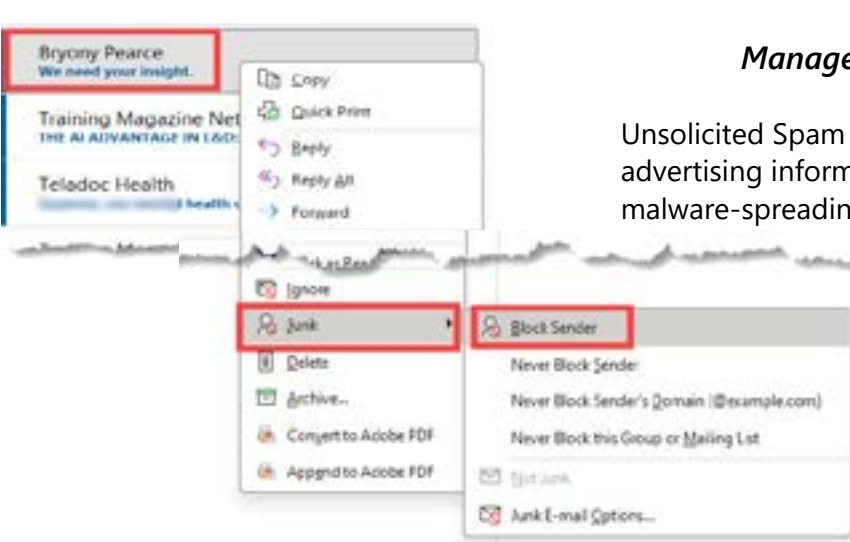 Bryony Pearce
We need your insight.
Training Magazine Net
THE AI ADVANTAGE IN L&D:
Teladoc Health
health
Copy
Quick Print
Reply
Reply All
Forward
Ignore
Junk
Delete
Archive...
Convert to Adobe PDF
Append to Adobe PDF
Block Sender
Never Block Sender
Never Block Sender's Domain (@example.com)
Never Block this Group or Mailing List
Not Junk
Junk E-mail Options...
Manage
Unsolicited Spam
advertising inform
malware-spreadin